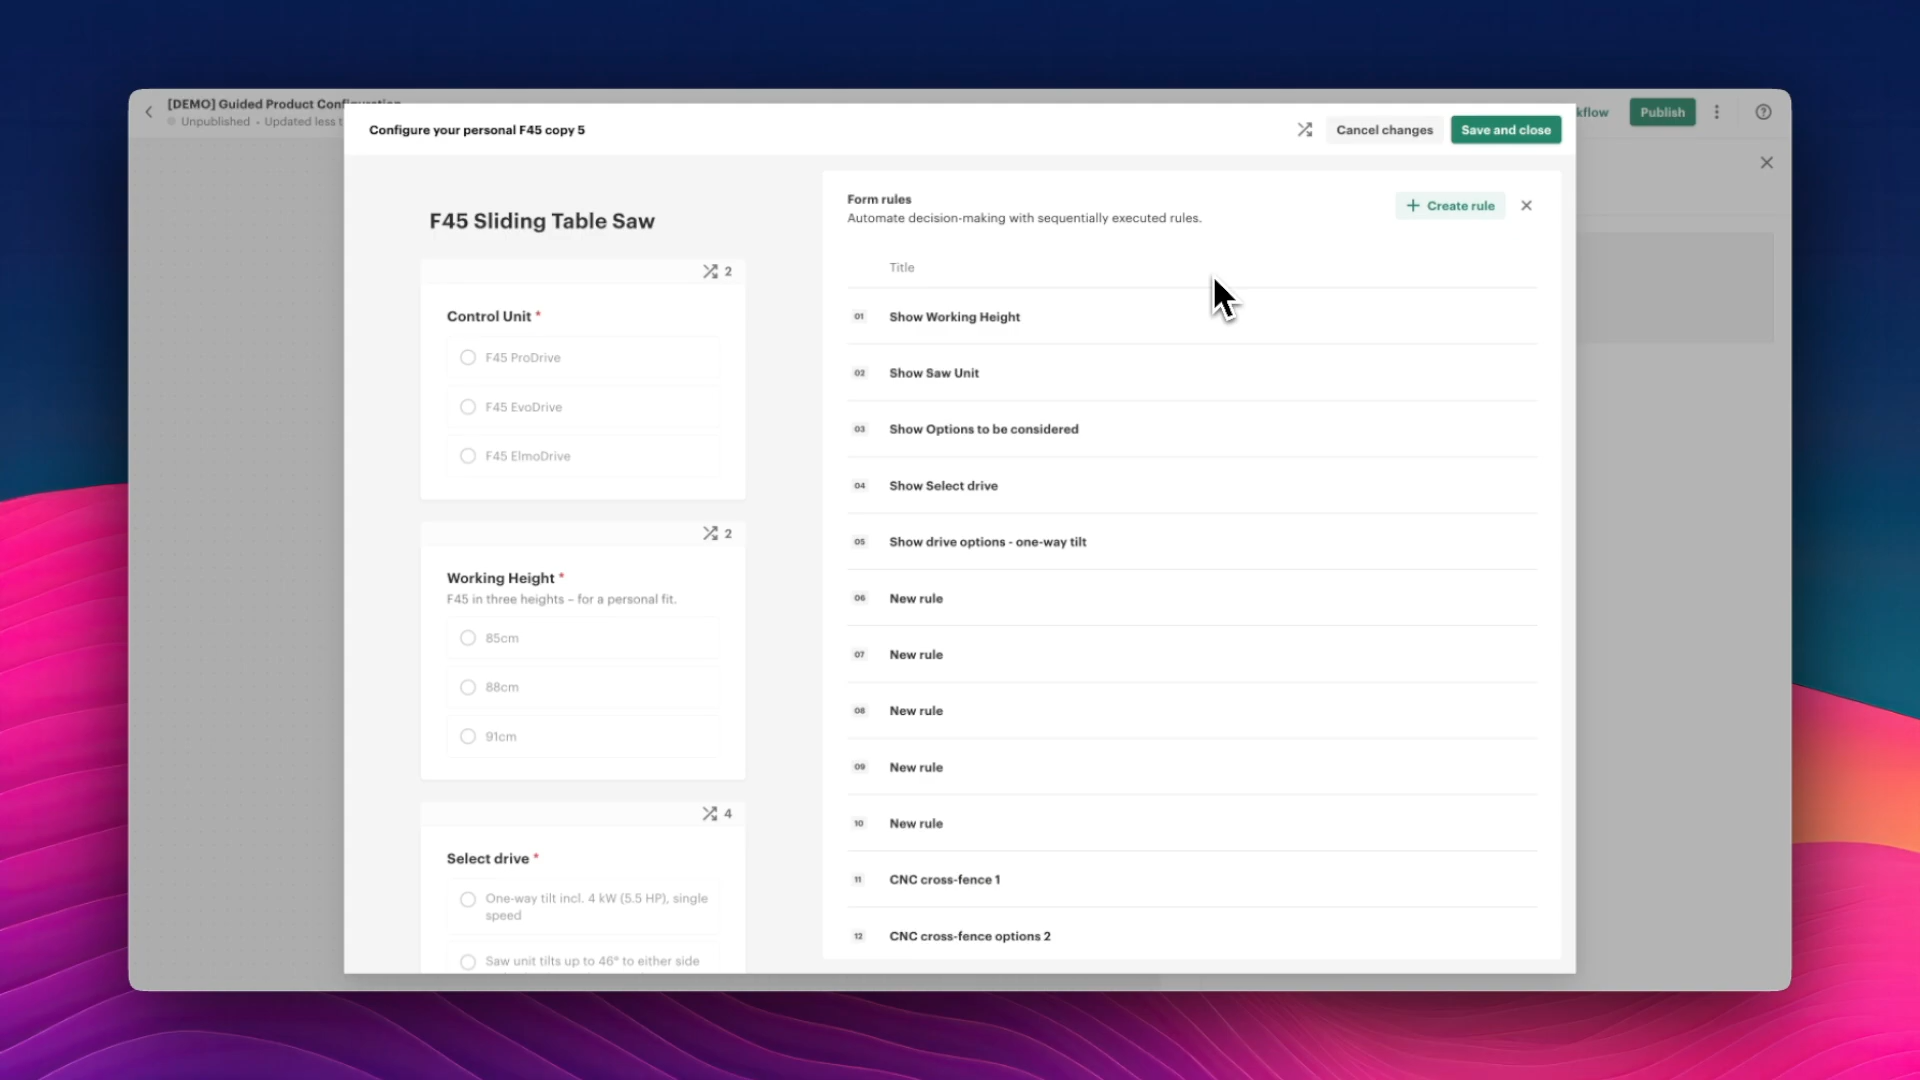 [DEMO] Guided Product Configuration
Unpublished • Updated less t
kflow
Publish
Configure your personal F45 copy 5
Cancel changes
Save and close
F45 Sliding Table Saw
2
Control Unit *
F45 ProDrive
F45 EvoDrive
F45 ElmoDrive
2
Working Height *
F45 in three heights – for a personal fit.
85cm
88cm
91cm
4
Select drive *
One-way tilt incl. 4 kW (5.5 HP), single
speed
Saw unit tilts up to 46° to either side
Form rules
Automate decision-making with sequentially executed rules.
+ Create rule
Title
01 Show Working Height
02 Show Saw Unit
03 Show Options to be considered
04 Show Select drive
05 Show drive options - one-way tilt
06 New rule
07 New rule
08 New rule
09 New rule
10 New rule
11 CNC cross-fence 1
12 CNC cross-fence options 2